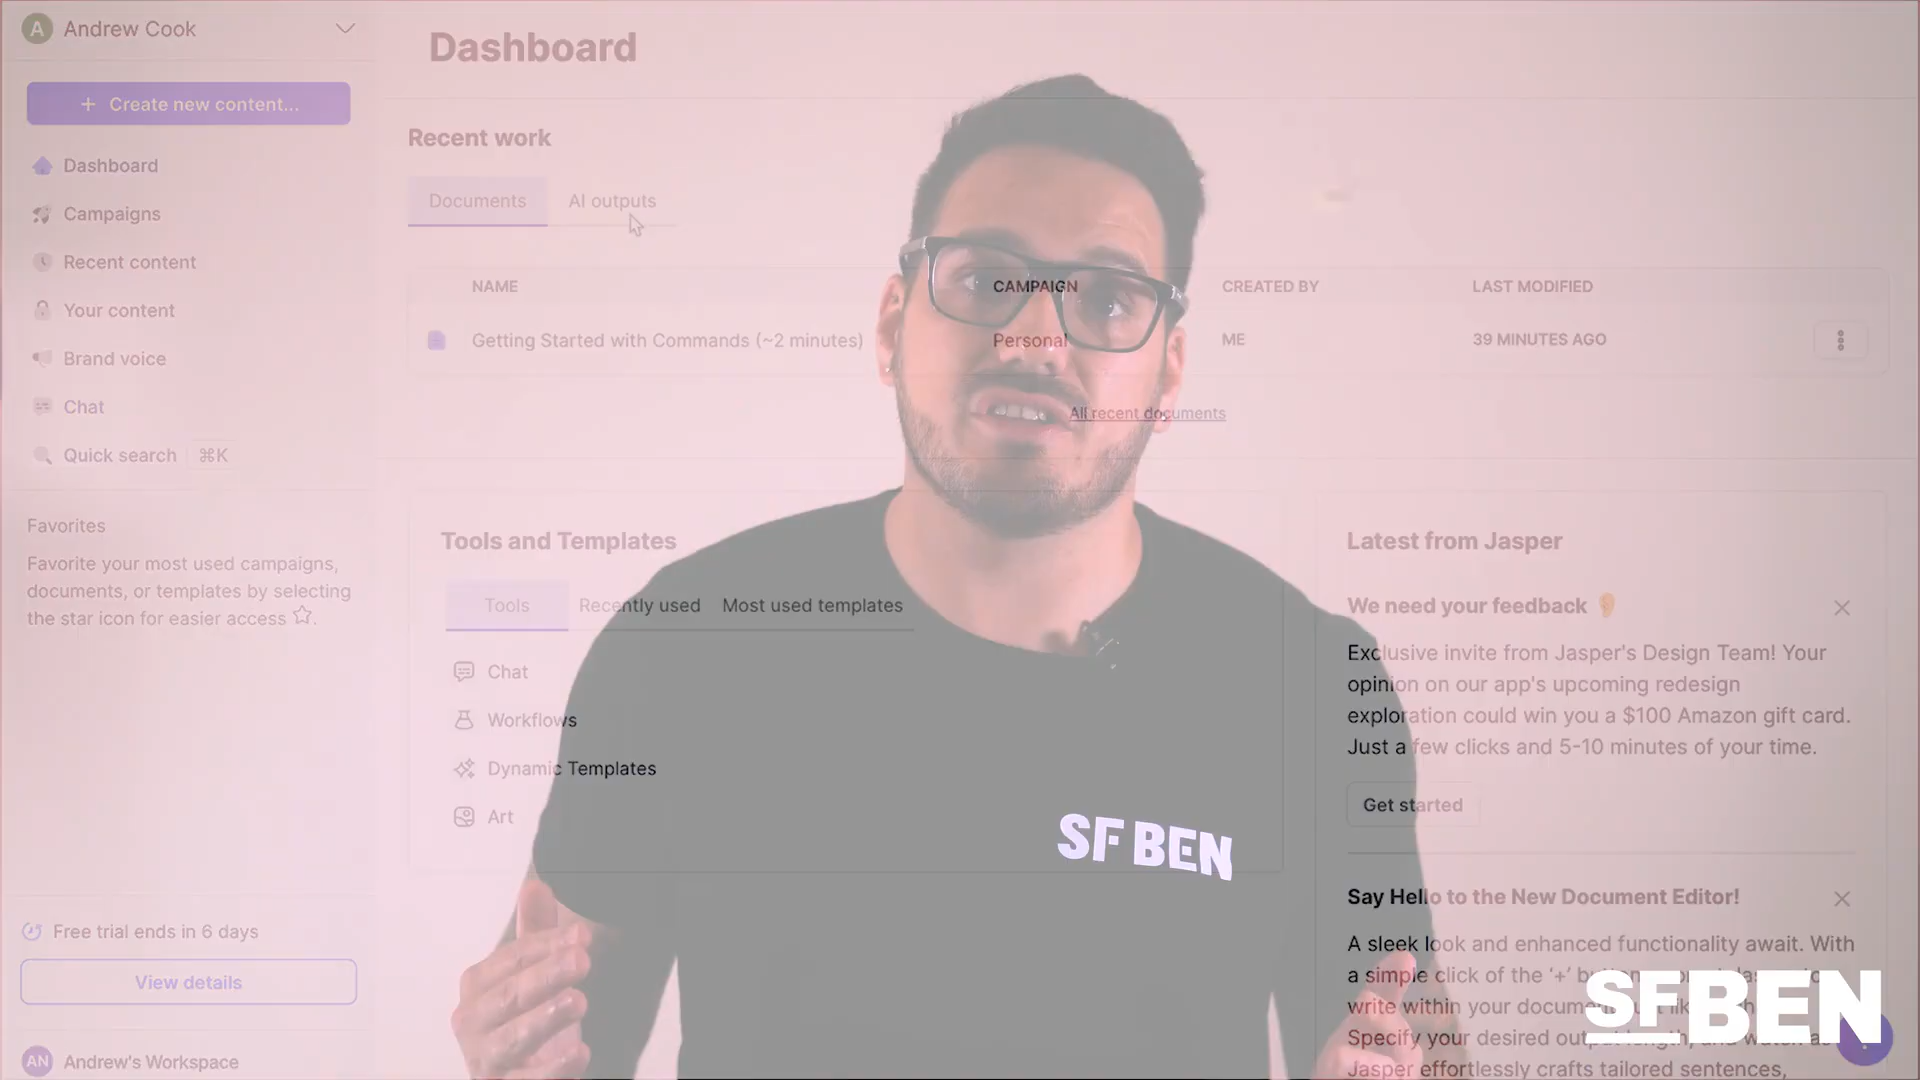 A Andrew Cook
+ Create new content...
Dashboard
Campaigns
Recent content
Your content
Brand voice
Chat
Quick search ⌘K
Favorites
Favorite your most used campaigns,
documents, or templates by selecting
the star icon for easier access ☆.
Free trial ends in 6 days
View details
AN Andrew's Workspace
Dashboard
Recent work
Documents AI outputs
NAME CAMPAIGN CREATED BY LAST MODIFIED
Getting Started with Commands (~2 minutes) Personal ME 39 MINUTES AGO
All recent documents
Tools and Templates
Tools Recently used Most used templates
Chat
Workflows
Dynamic Templates
Art
SF BEN
Latest from Jasper
We need your feedback 👂
Exclusive invite from Jasper's Design Team! Your
opinion on our app's upcoming redesign
exploration could win you a $100 Amazon gift card.
Just a few clicks and 5-10 minutes of your time.
Get started
Say Hello to the New Document Editor!
A sleek look and enhanced functionality await. With
a simple click of the '+'
write within your
Specify your desired
Jasper effortlessly crafts tailored sentences,
SFBEN